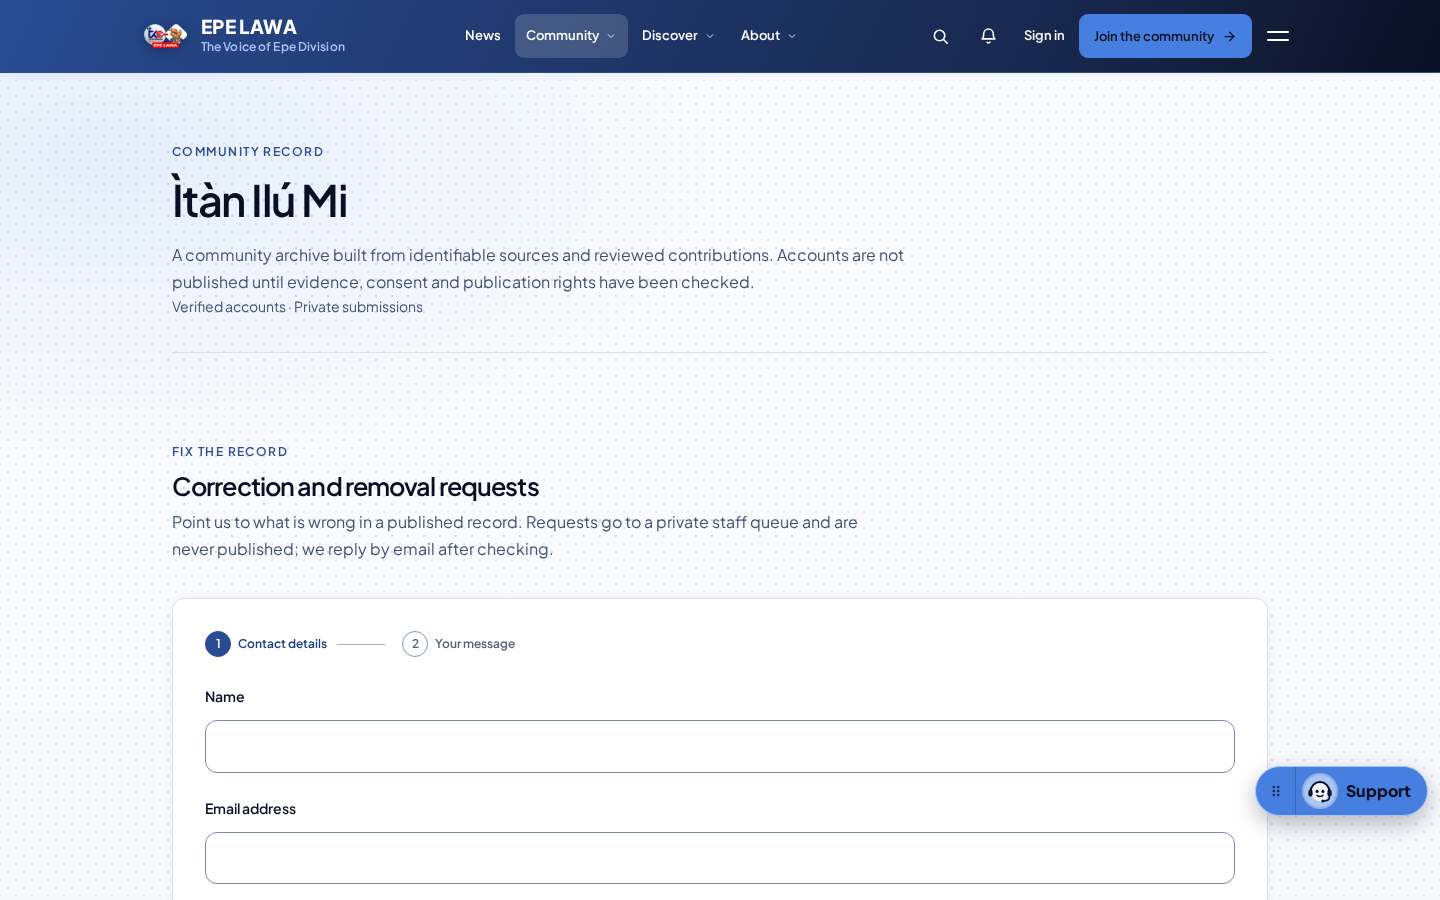 EPE LAWA
The Voice of Epe Division
News
Community
Discover
About
Sign in
Join the community
COMMUNITY RECORD
Ìtàn Ilú Mi
A community archive built from identifiable sources and reviewed contributions. Accounts are not
published until evidence, consent and publication rights have been checked.
Verified accounts · Private submissions
FIX THE RECORD
Correction and removal requests
Point us to what is wrong in a published record. Requests go to a private staff queue and are
never published; we reply by email after checking.
1 Contact details
2 Your message
Name
Email address
Support